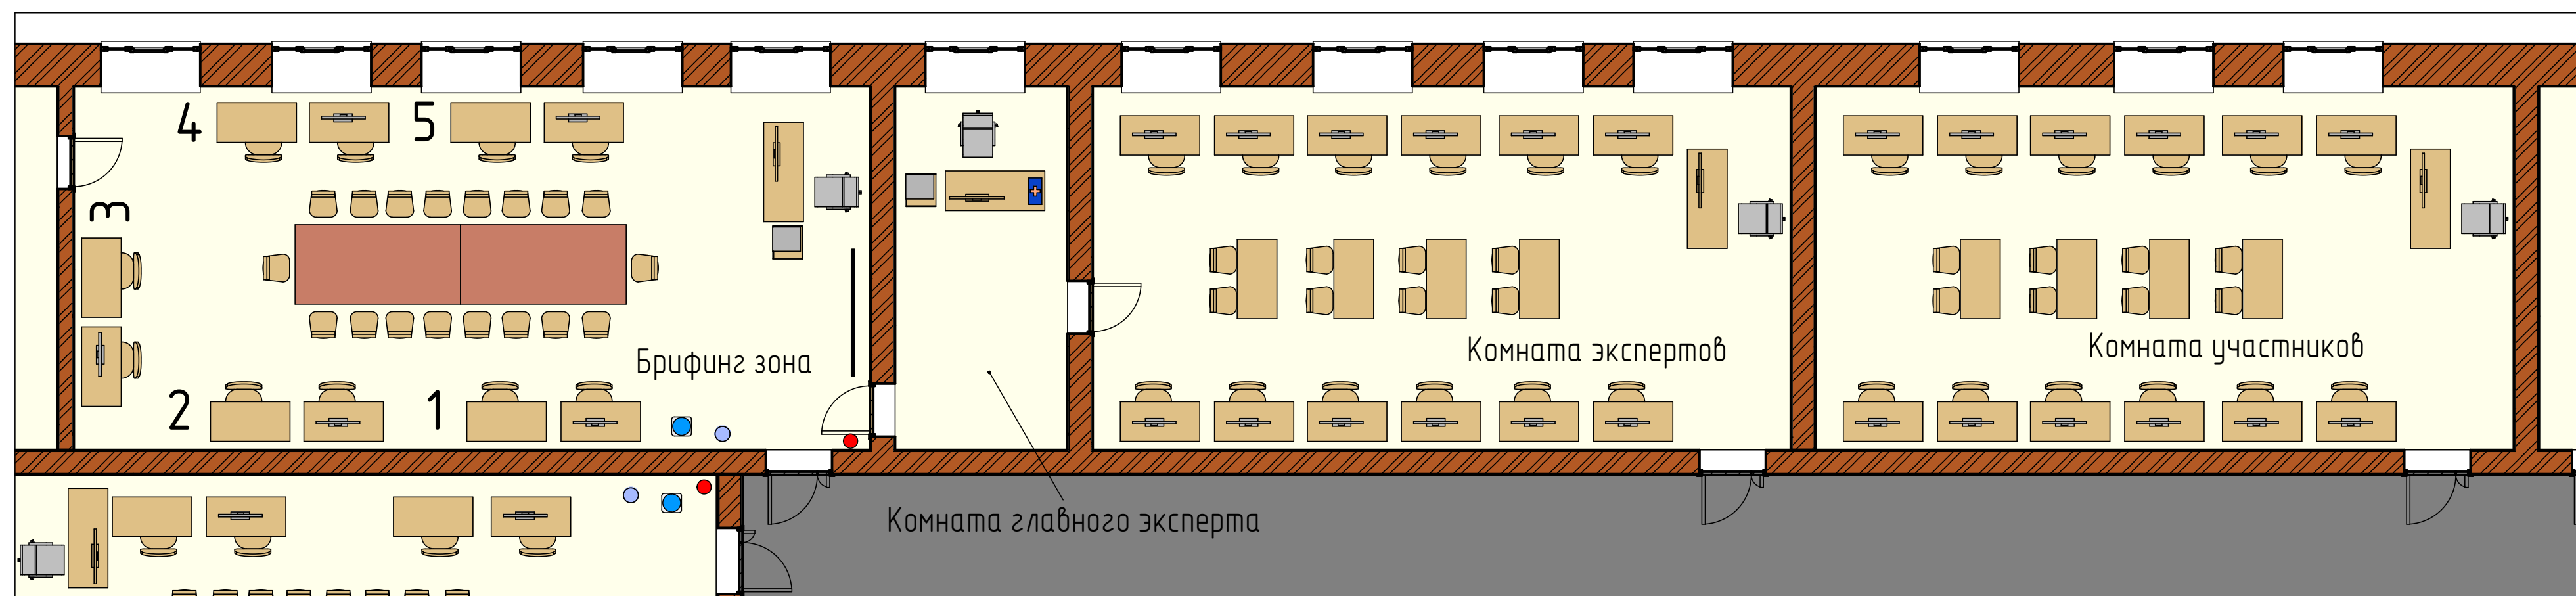 4
5
3
Брифинг зона
Комната экспертов
Комната участников
2
1
Комната главного эксперта